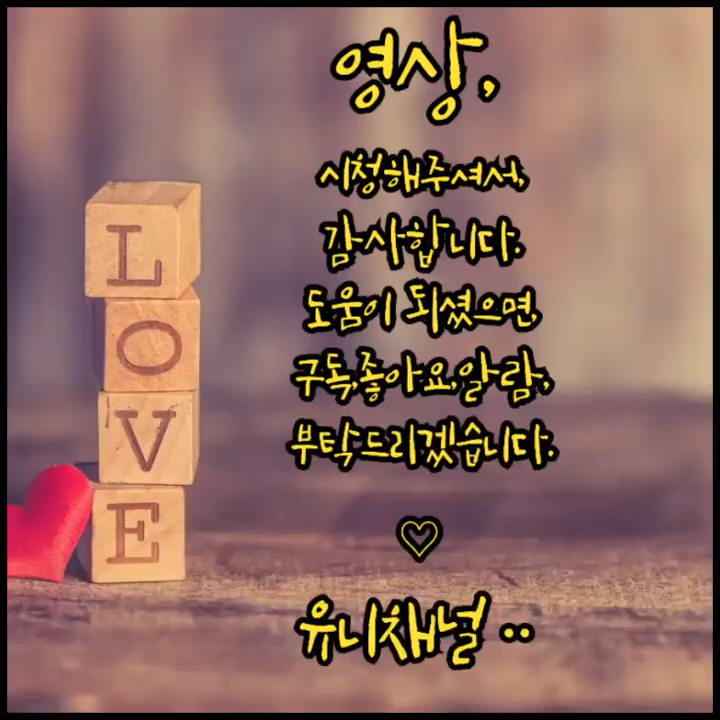 영상,
시청해주셔서,
감사합니다.
도움이 되셨으면,
구독,좋아요,알람,
부탁드리겠습니다.
♡
유니채널 ..
L
O
V
E